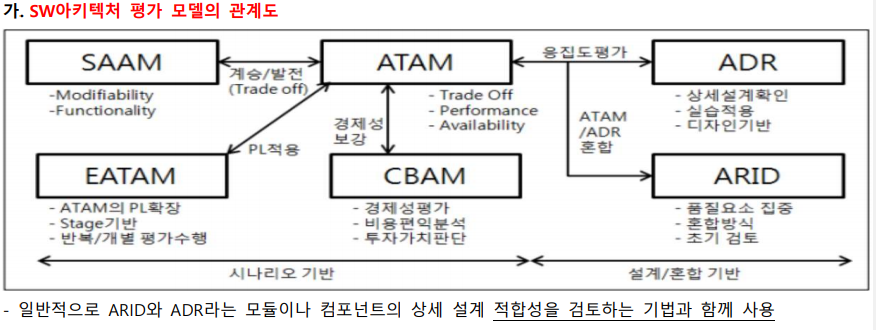 가. SW아키텍처 평가 모델의 관계도
SAAM
ATAM
ADR
계승/발전
(Trade off)
응집도평가
-Modifiability
-Functionality
- Trade Off
- Performance
- Availability
- 상세설계확인
- 실습적용
- 디자인기반
경제성
보강
ATAM
/ADR
혼합
PL적용
EATAM
CBAM
ARID
- ATAM의 PL확장
- Stage기반
- 반복/개별 평가수행
- 경제성평가
- 비용편익분석
- 투자가치판단
- 품질요소 집중
- 혼합방식
- 초기 검토
시나리오 기반
설계/혼합 기반
- 일반적으로 ARID와 ADR라는 모듈이나 컴포넌트의 상세 설계 적합성을 검토하는 기법과 함께 사용